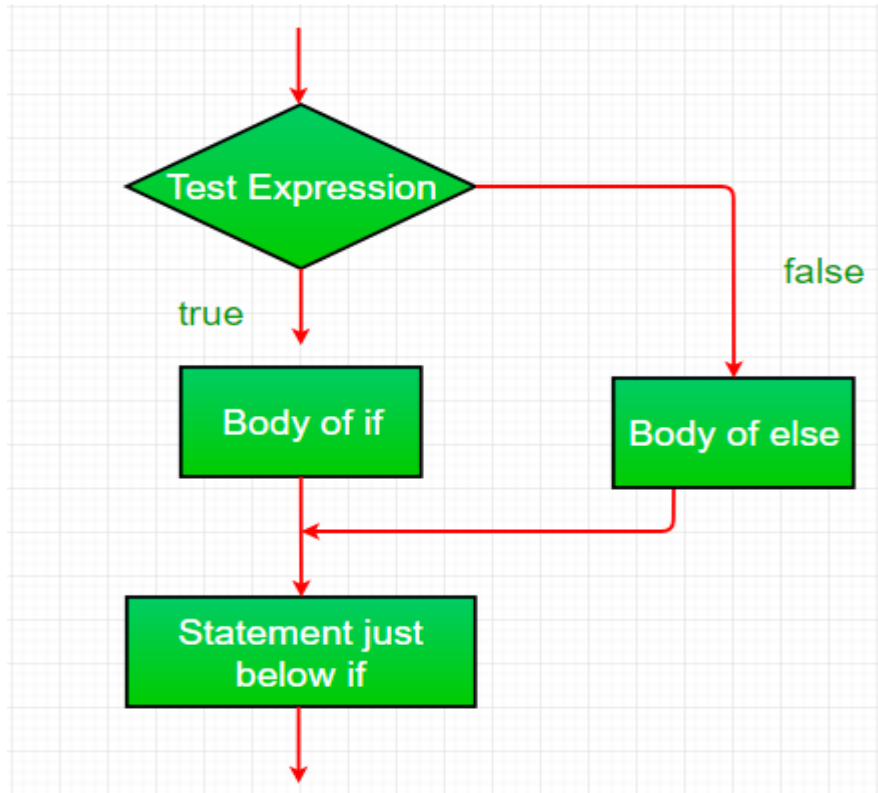 Test Expression
false
true
Body of if
Body of else
Statement just
below if